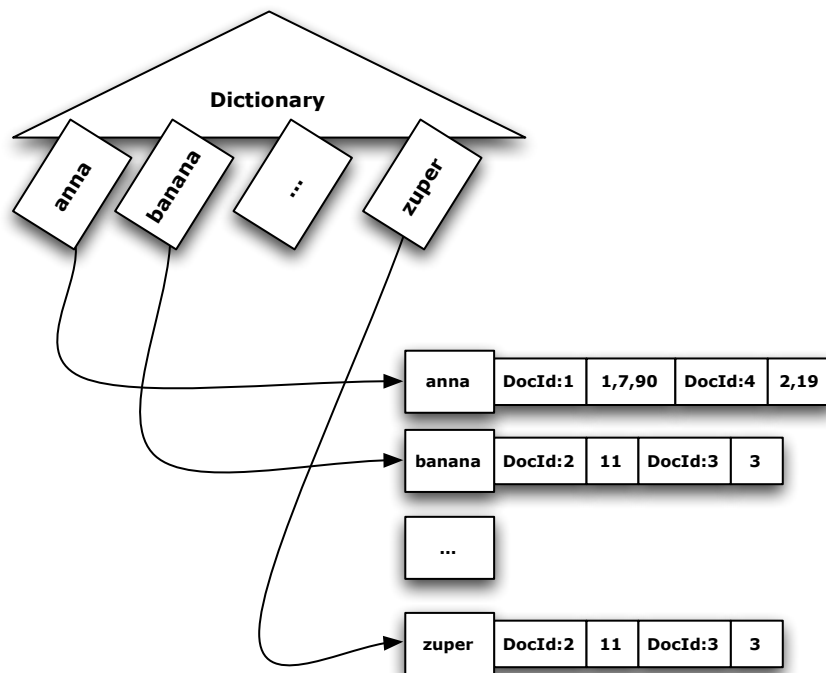 Dictionary
anna
banana
...
zuper
anna DocId:1 1,7,90 DocId:4 2,19
banana DocId:2 11 DocId:3 3
...
zuper DocId:2 11 DocId:3 3